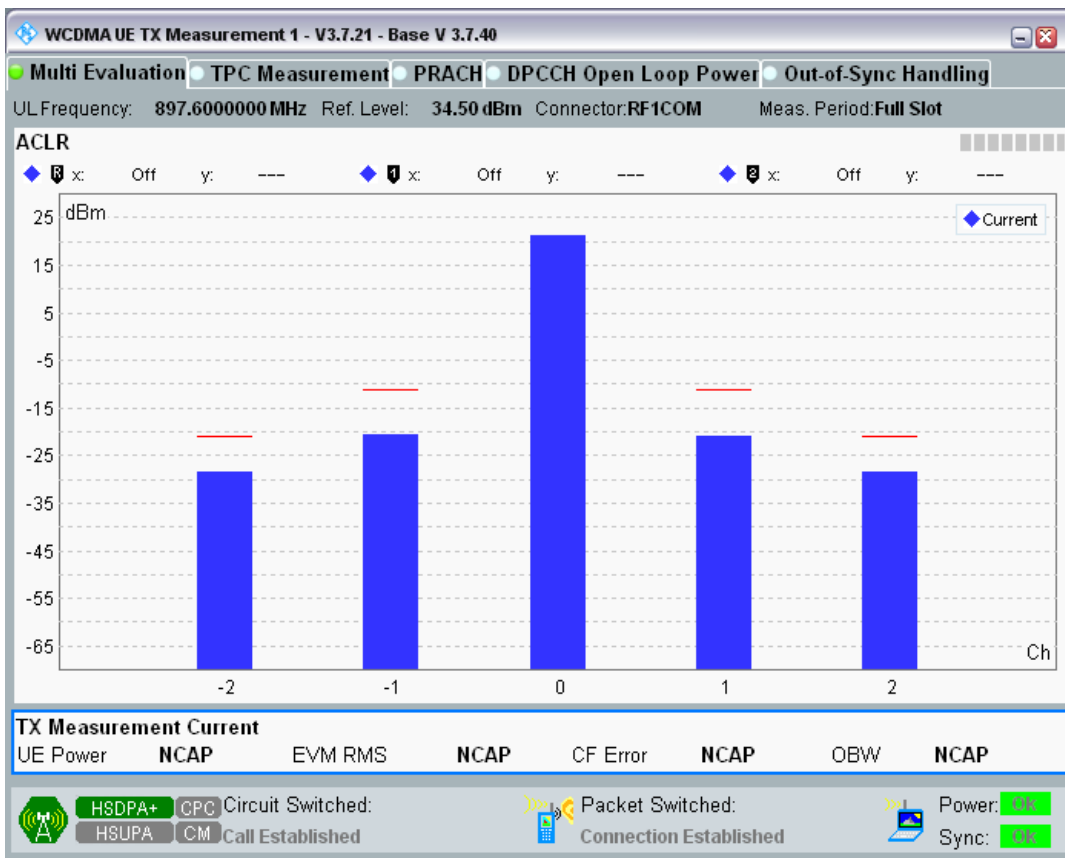 WCDMA UE TX Measurement 1 - V3.7.21 - Base V 3.7.40
Multi Evaluation TPC Measurement PRACH DPCCH Open Loop Power Out-of-Sync Handling
UL Frequency: 897.6000000 MHz Ref. Level: 34.50 dBm Connector:RF1COM Meas. Period:Full Slot
ACLR
R x: Off y: --- 1 x: Off y: --- 2 x: Off y: ---
dBm
Current
25
15
5
-5
-15
-25
-35
-45
-55
-65
Ch
-2 -1 0 1 2
TX Measurement Current
UE Power NCAP EVM RMS NCAP CF Error NCAP OBW NCAP
HSDPA+ CPC Circuit Switched: Packet Switched: Power: Ok
HSUPA CM Call Established Connection Established Sync: Ok